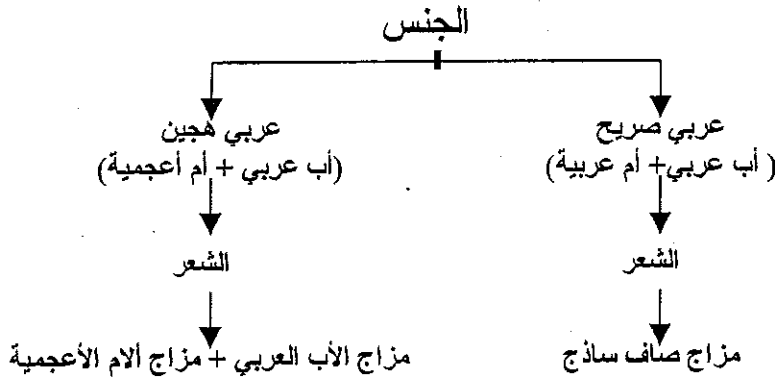 الجنس
عربي صريح
( أب عربي+ أم عربية)
الشعر
مزاج صاف ساذج
عربي هجين
(أب عربي + أم أعجمية)
الشعر
مزاج الأب العربي + مزاج ألام الأعجمية